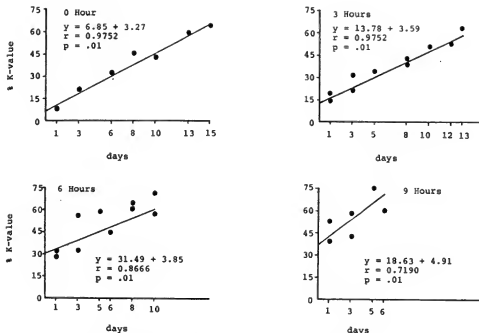 0 Hour
y = 6.85 + 3.27
r = 0.9752
p = .01
% K-value
75
60
45
30
15
0
1 3 6 8 10 13 15
days
3 Hours
y = 13.78 + 3.59
r = 0.9752
p = .01
75
60
45
30
15
0
1 3 5 8 10 12 13
days
6 Hours
y = 31.49 + 3.85
r = 0.8666
p = .01
% K-value
75
60
45
30
15
0
1 3 5 6 8 10
days
9 Hours
y = 18.63 + 4.91
r = 0.7190
p = .01
75
60
45
30
15
0
1 3 5 6
days